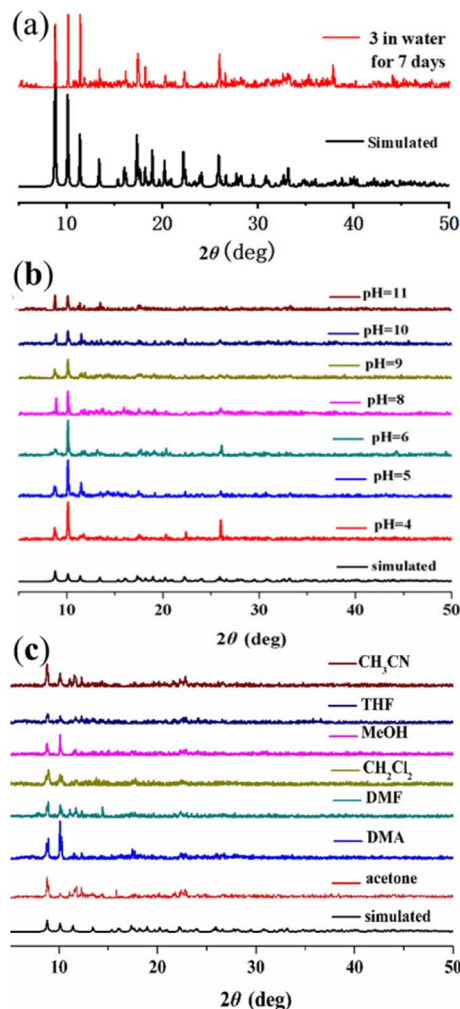 (a)
3 in water
for 7 days
Simulated
10 20 30 40 50
2θ (deg)
(b)
pH=11
pH=10
pH=9
pH=8
pH=6
pH=5
pH=4
simulated
10 20 30 40 50
2θ (deg)
(c)
CH₃CN
THF
MeOH
CH₂Cl₂
DMF
DMA
acetone
simulated
10 20 30 40 50
2θ (deg)